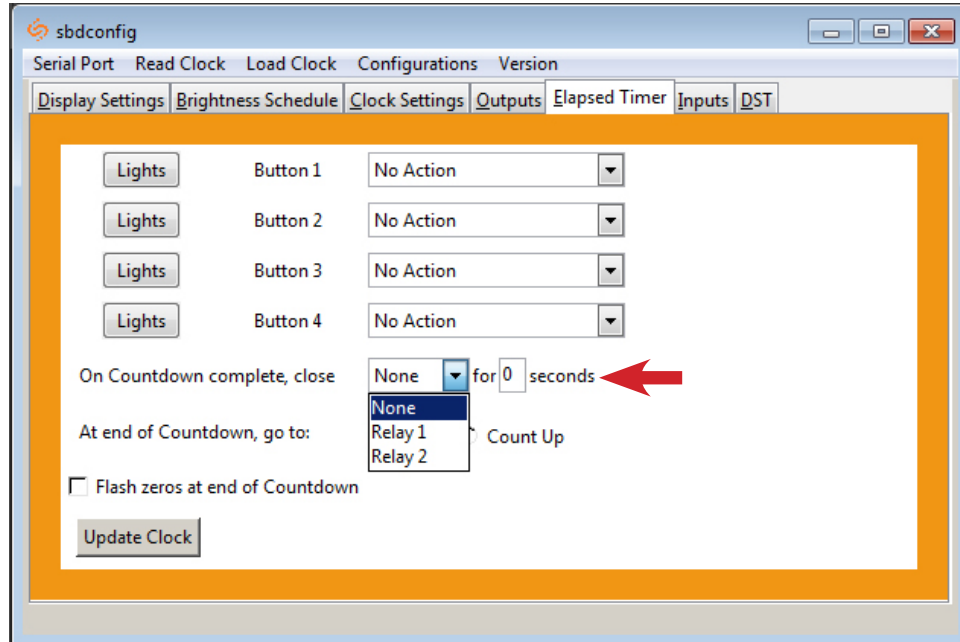 sbdconfig
Serial Port Read Clock Load Clock Configurations Version
Display Settings Brightness Schedule Clock Settings Outputs Elapsed Timer Inputs DST
Lights Button 1 No Action
Lights Button 2 No Action
Lights Button 3 No Action
Lights Button 4 No Action
On Countdown complete, close None for 0 seconds
None
At end of Countdown, go to: Relay 1 Count Up
Relay 2
Flash zeros at end of Countdown
Update Clock